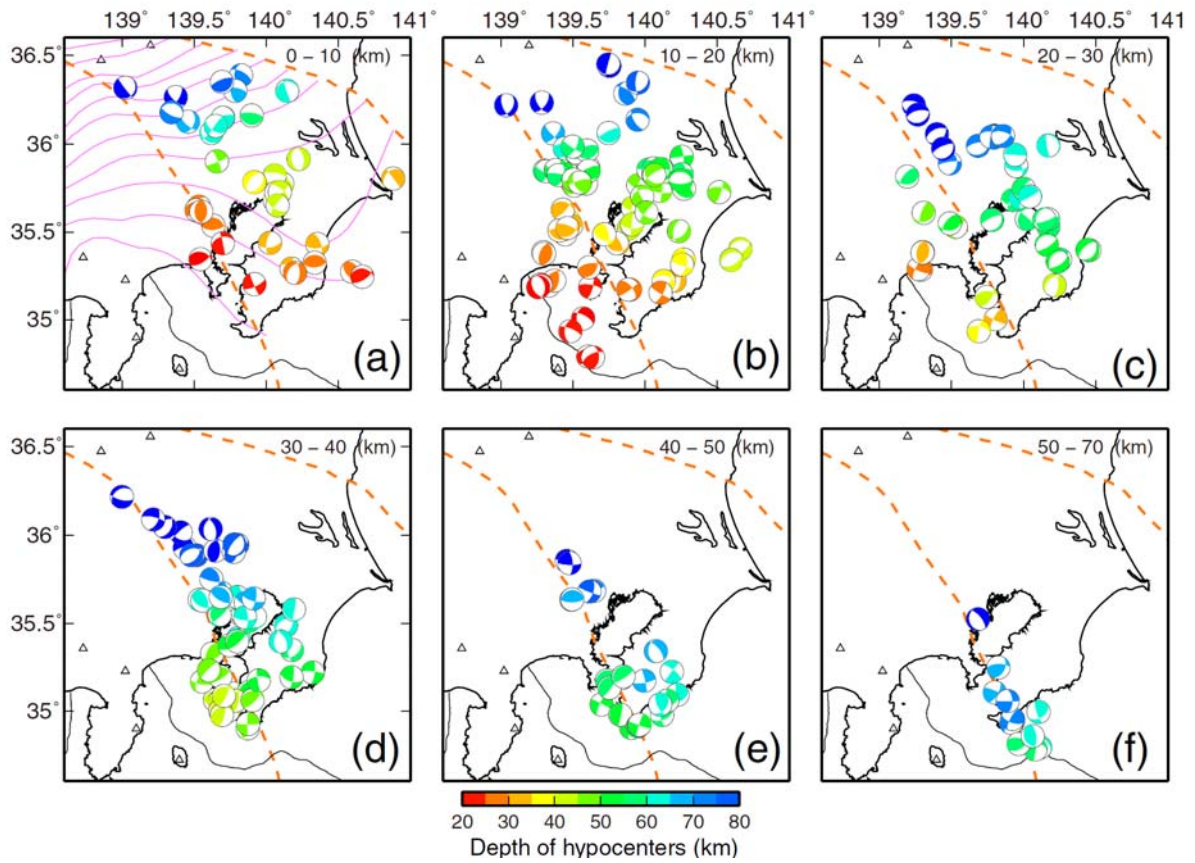 139° 139.5° 140° 140.5° 141° 139° 139.5° 140° 140.5° 141° 139° 139.5° 140° 140.5° 141°
36.5°
36°
35.5°
35°
0 – 10 (km)
(a)
10 – 20 (km)
(b)
20 – 30 (km)
(c)
36.5°
36°
35.5°
35°
30 – 40 (km)
(d)
40 – 50 (km)
(e)
50 – 70 (km)
(f)
20 30 40 50 60 70 80
Depth of hypocenters (km)